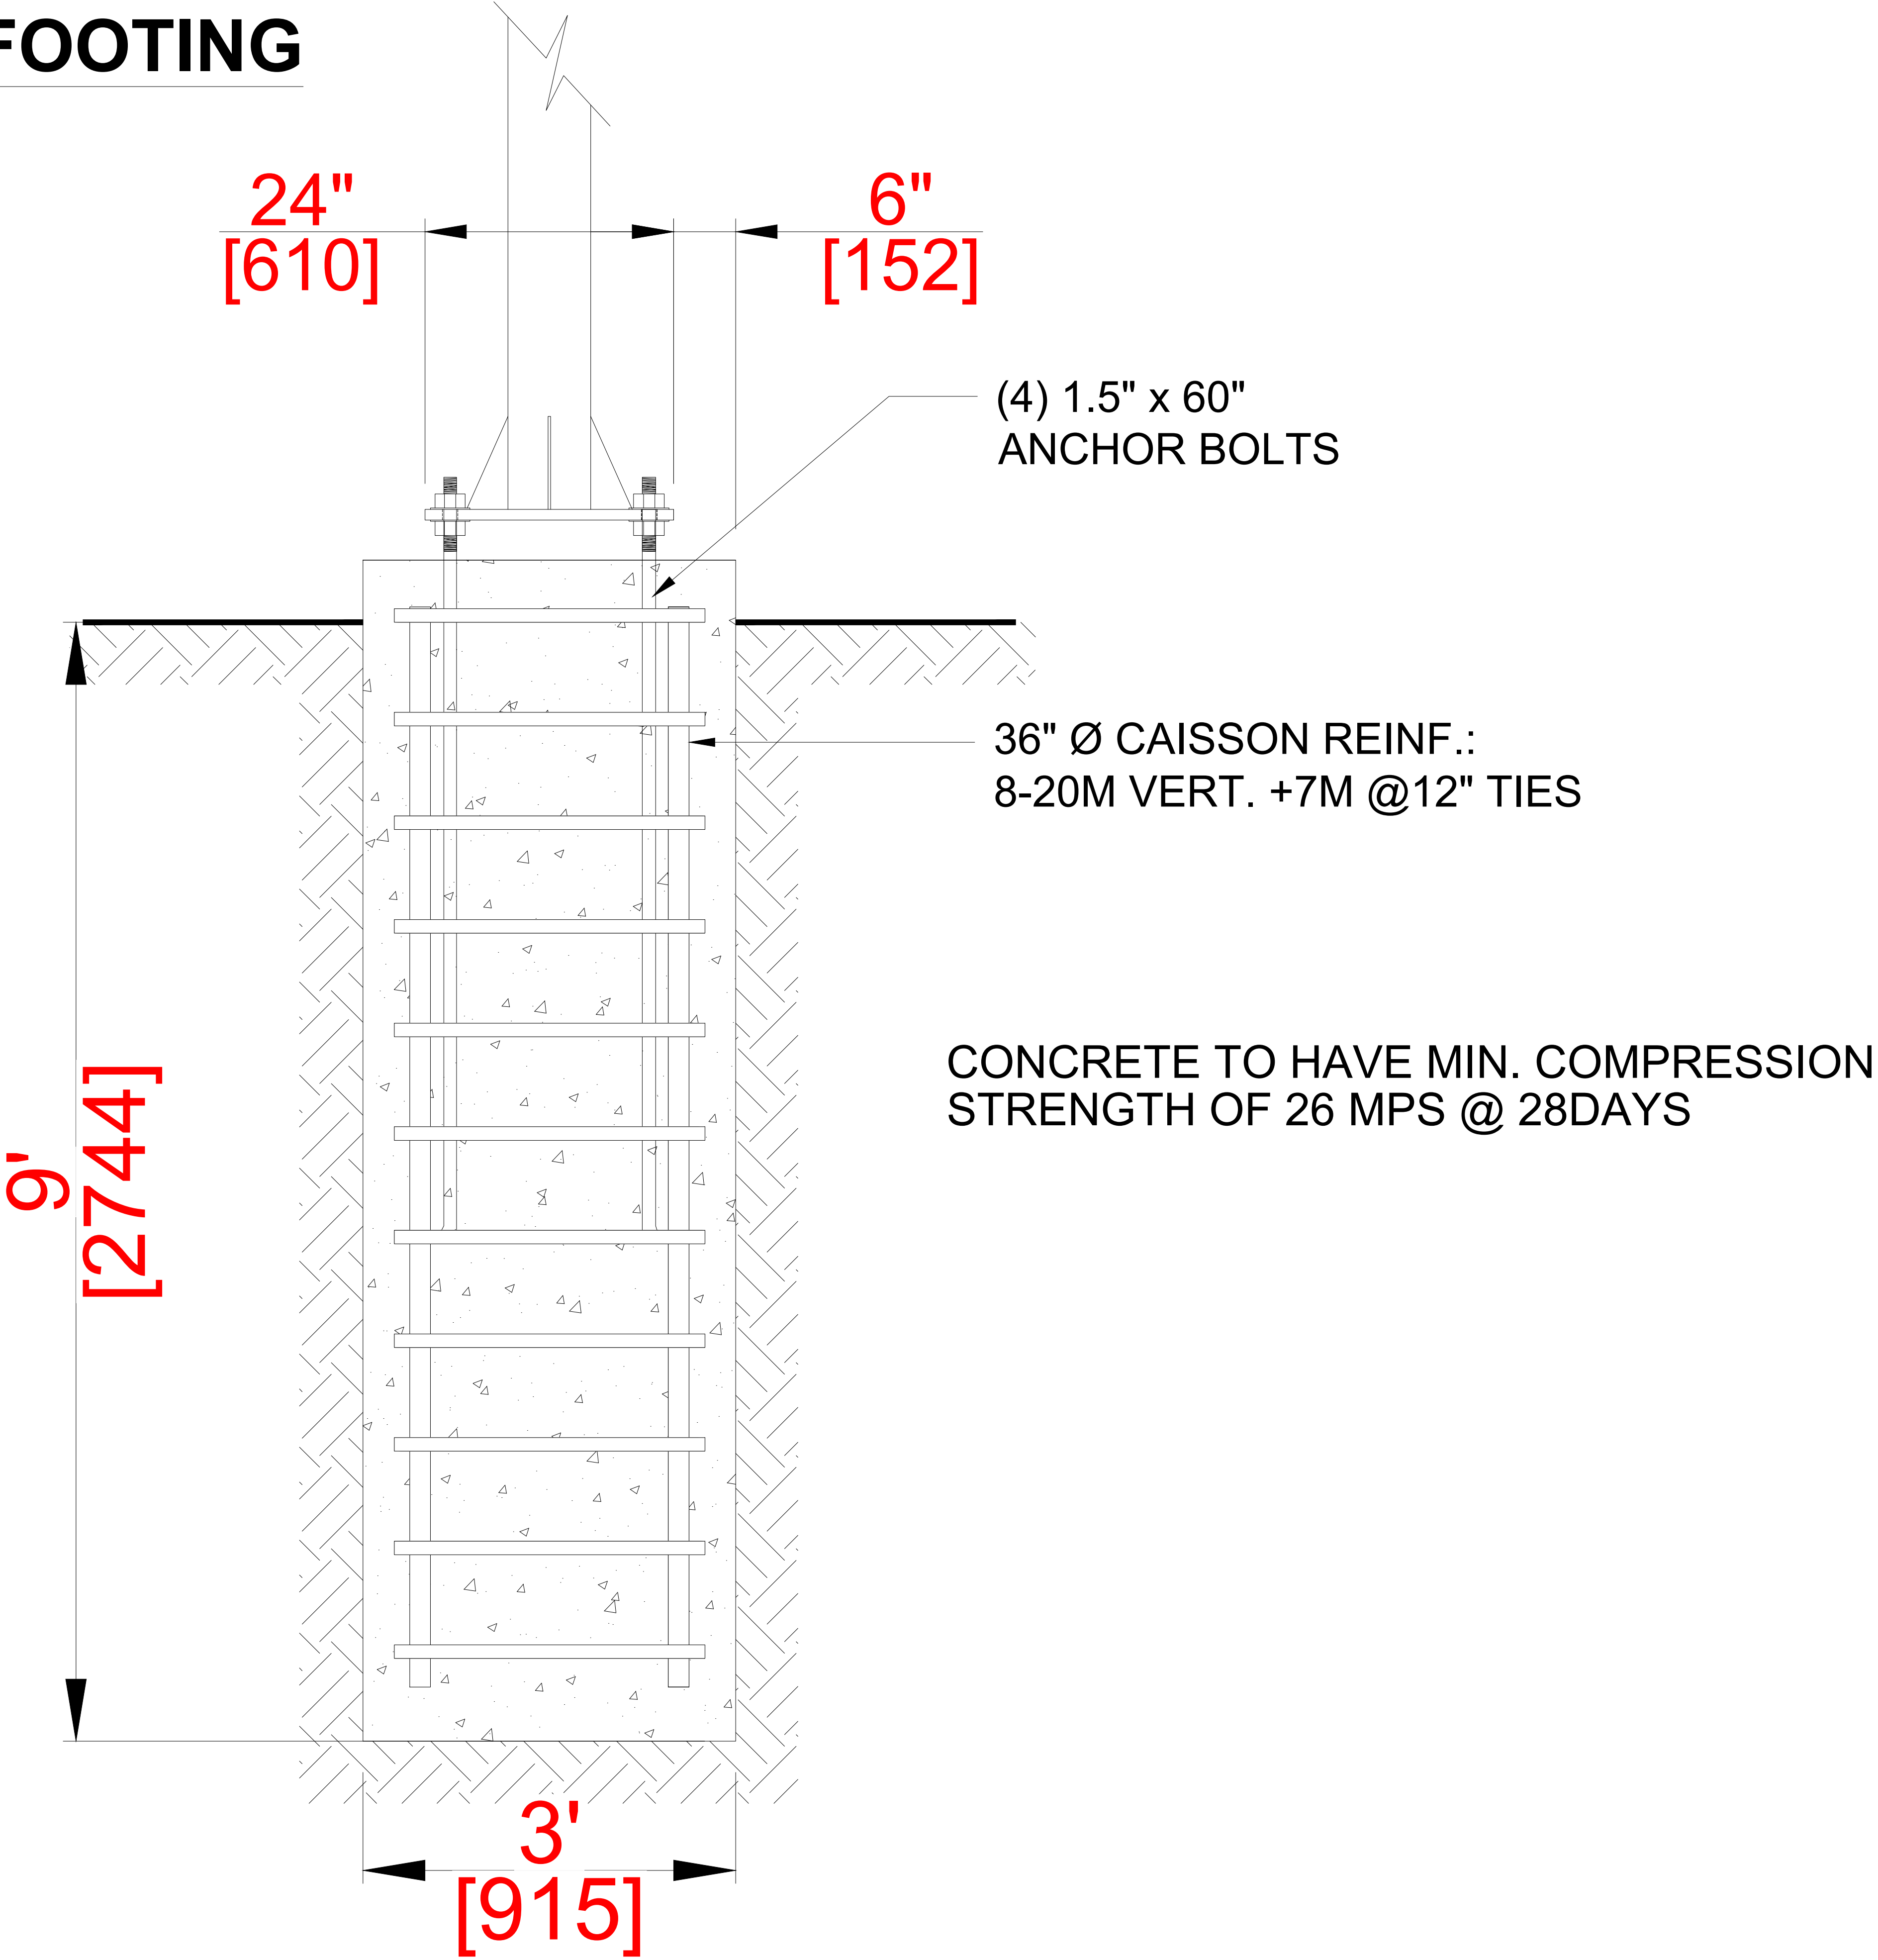 FOOTING
24"
[610]
6"
[152]
(4) 1.5" x 60"
ANCHOR BOLTS
36" Ø CAISSON REINF.:
8-20M VERT. +7M @12" TIES
CONCRETE TO HAVE MIN. COMPRESSION
STRENGTH OF 26 MPS @ 28DAYS
9'
[2744]
3'
[915]